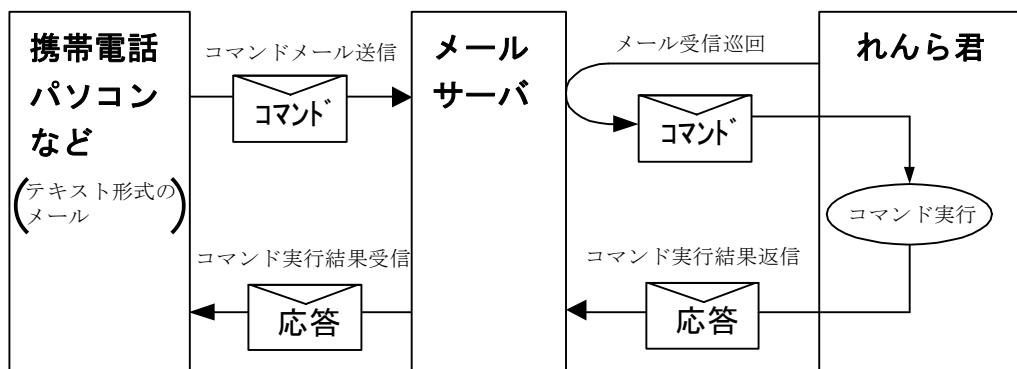 携帯電話
パソコン
など
テキスト形式の
メール
コマンドメール送信
コマンド
コマンド実行結果受信
応答
メール
サーバ
メール受信巡回
コマンド
コマンド実行結果返信
応答
れんら君
コマンド実行